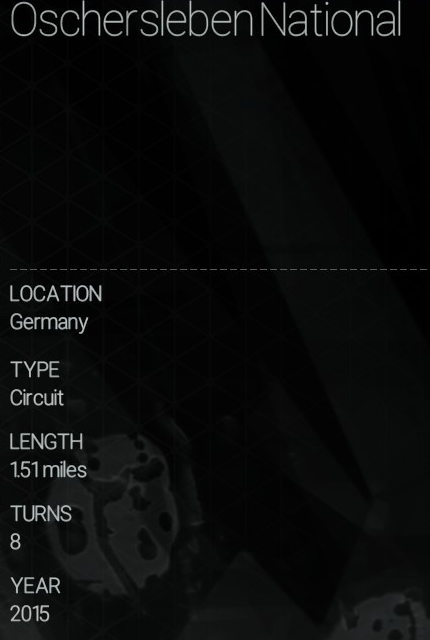 Oschersleben National
LOCATION
Germany
TYPE
Circuit
LENGTH
1.51 miles
TURNS
8
YEAR
2015